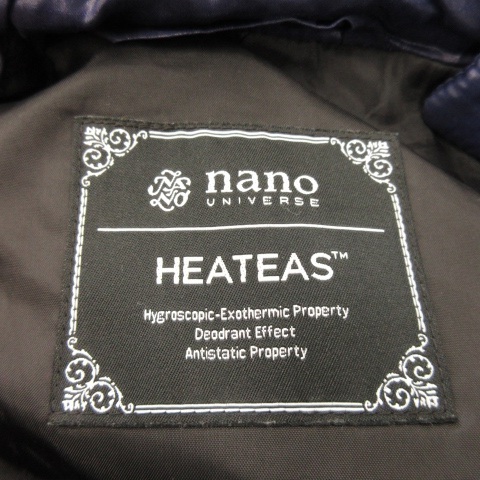 nano
UNIVERSE
HEATEAS™
Hygroscopic-Exothermic Property
Deodrant Effect
Antistatic Property